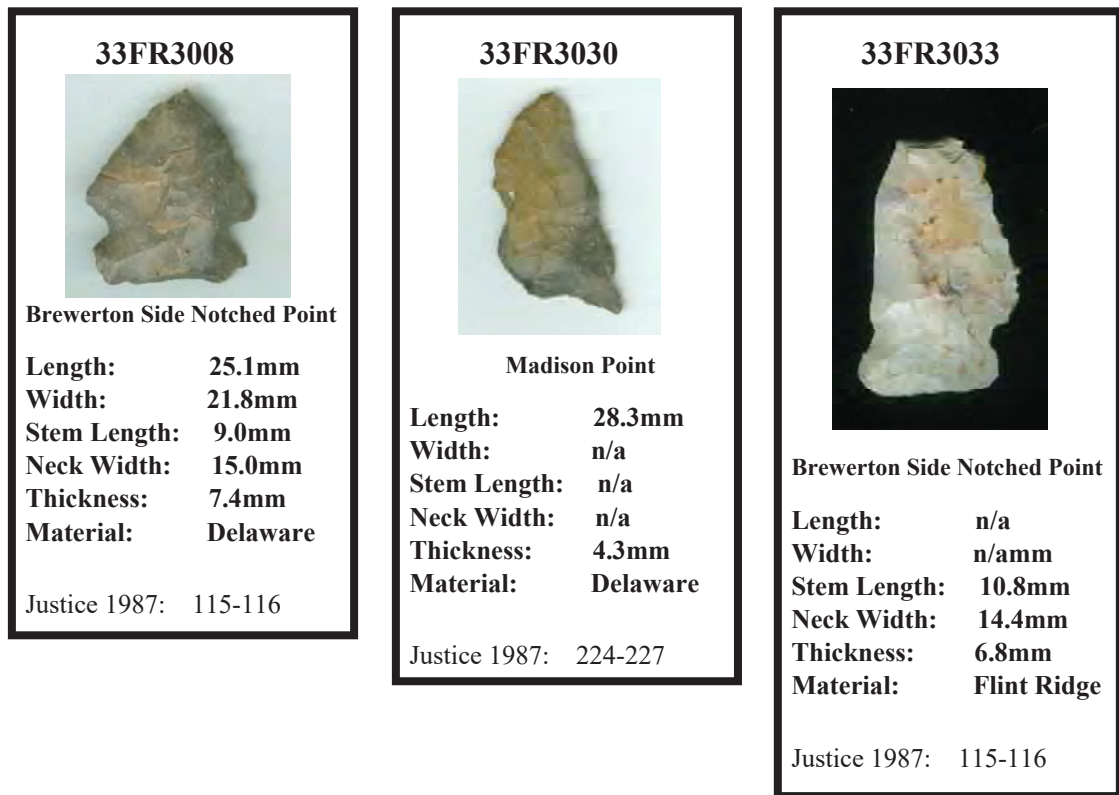 33FR3008
Brewerton Side Notched Point
Length: 25.1mm
Width: 21.8mm
Stem Length: 9.0mm
Neck Width: 15.0mm
Thickness: 7.4mm
Material: Delaware
Justice 1987: 115-116
33FR3030
Madison Point
Length: 28.3mm
Width: n/a
Stem Length: n/a
Neck Width: n/a
Thickness: 4.3mm
Material: Delaware
Justice 1987: 224-227
33FR3033
Brewerton Side Notched Point
Length: n/a
Width: n/amm
Stem Length: 10.8mm
Neck Width: 14.4mm
Thickness: 6.8mm
Material: Flint Ridge
Justice 1987: 115-116